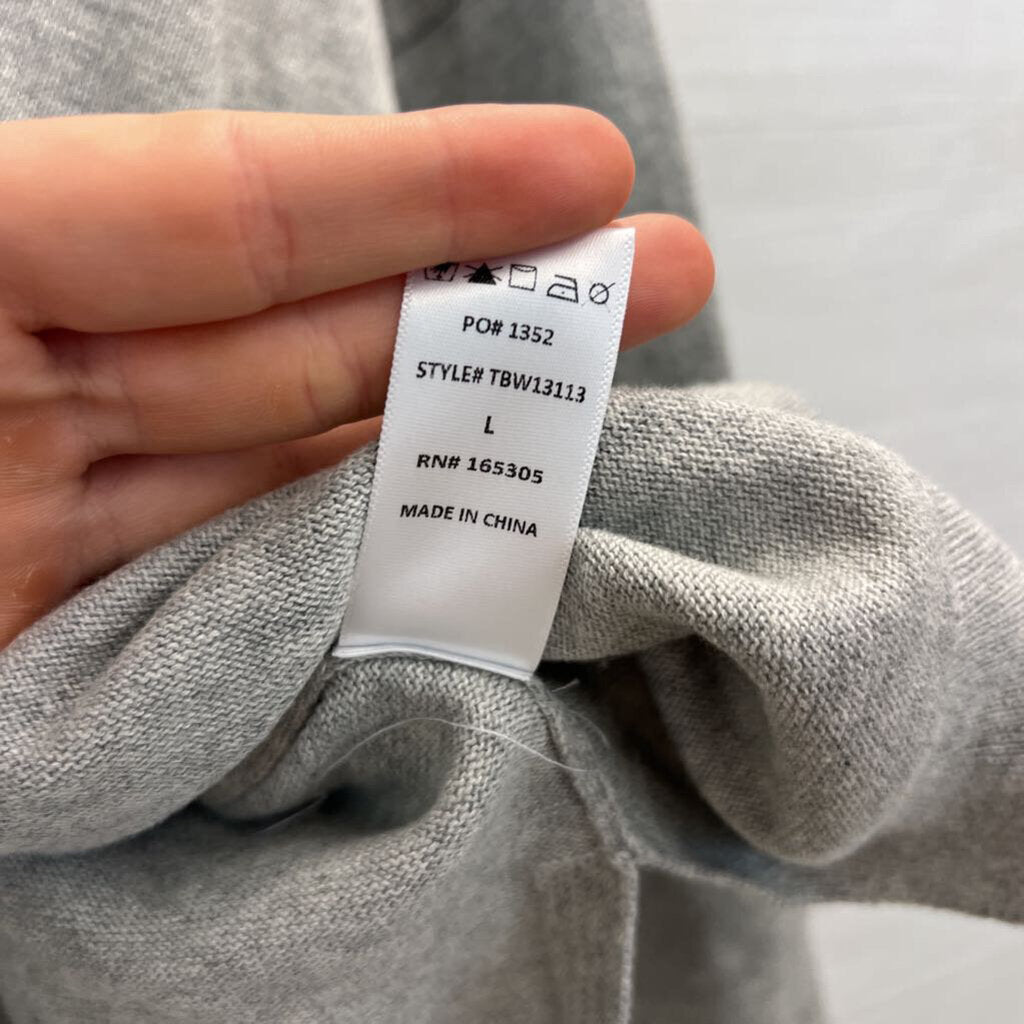 PO# 1352
STYLE# TBW13113
L
RN# 165305
MADE IN CHINA